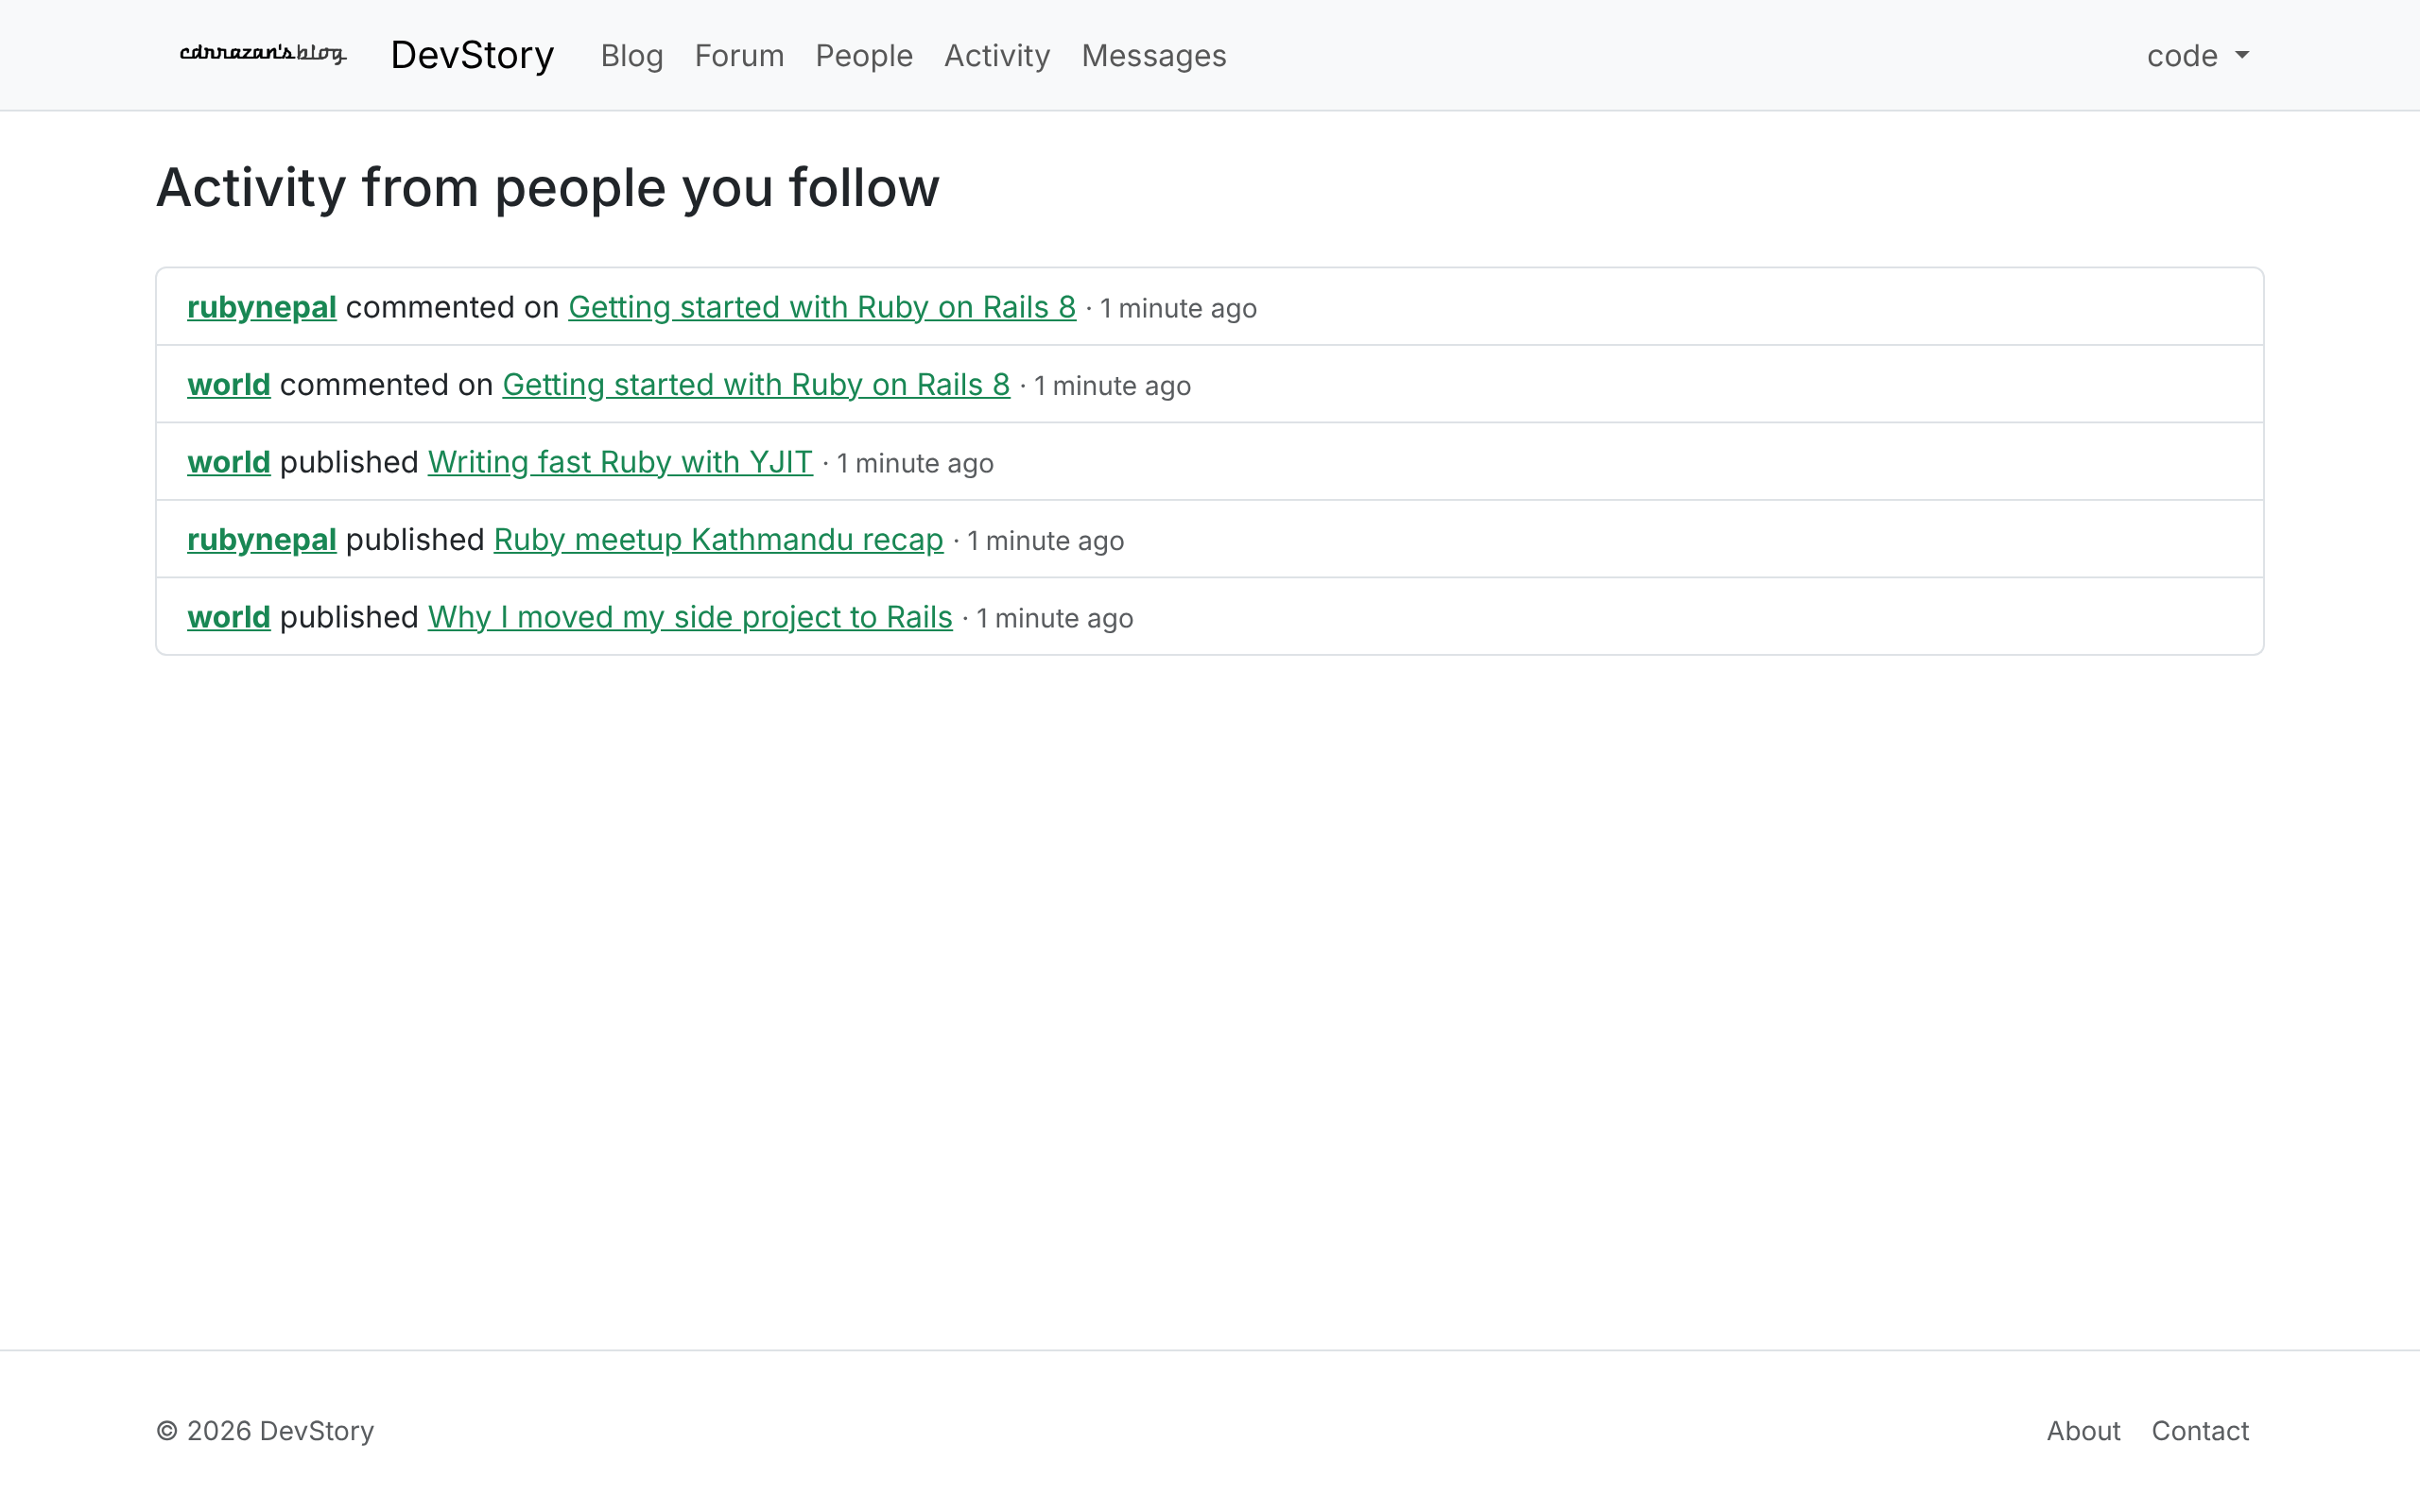 cdrrazan's blog DevStory Blog Forum People Activity Messages code
Activity from people you follow
rubynepal commented on Getting started with Ruby on Rails 8 · 1 minute ago
world commented on Getting started with Ruby on Rails 8 · 1 minute ago
world published Writing fast Ruby with YJIT · 1 minute ago
rubynepal published Ruby meetup Kathmandu recap · 1 minute ago
world published Why I moved my side project to Rails · 1 minute ago
© 2026 DevStory About Contact